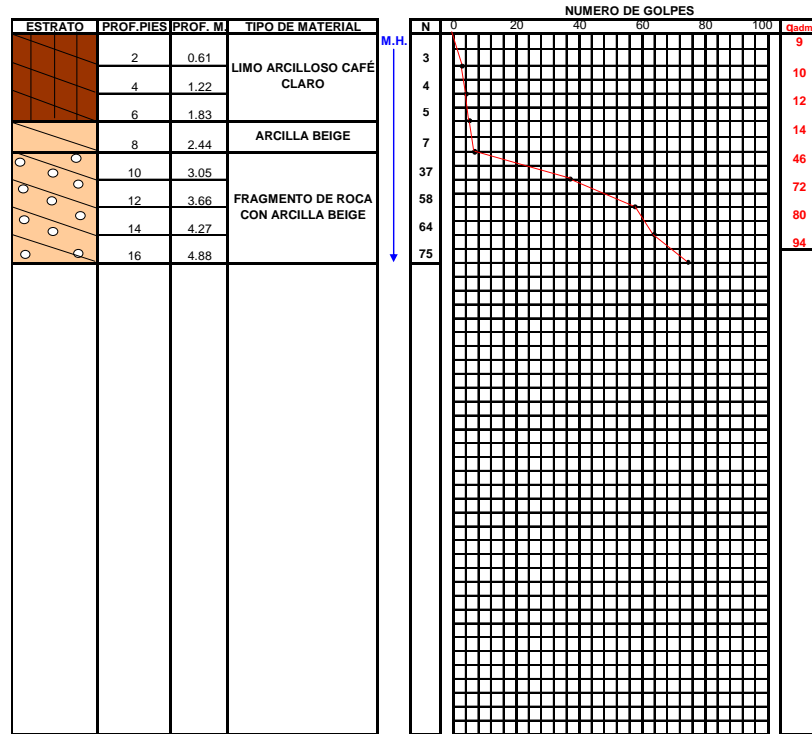 NUMERO DE GOLPES
ESTRATO PROF.PIES PROF. M. TIPO DE MATERIAL N 0 20 40 60 80 100 qadm
M.H.
2 0.61 3 9
4 1.22 4 10
6 1.83 5 12
LIMO ARCILLOSO CAFÉ
CLARO
8 2.44 ARCILLA BEIGE 7 14
10 3.05 37 46
12 3.66 58 72
14 4.27 64 80
16 4.88 75 94
FRAGMENTO DE ROCA
CON ARCILLA BEIGE